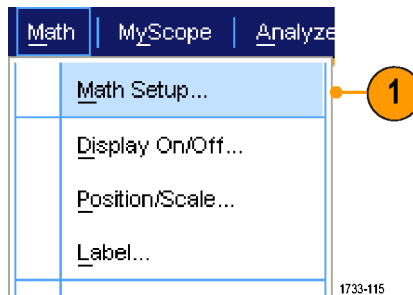 Math | MyScope | Analyze
Math Setup...
1
Display On/Off...
Position/Scale...
Label...
1733-115